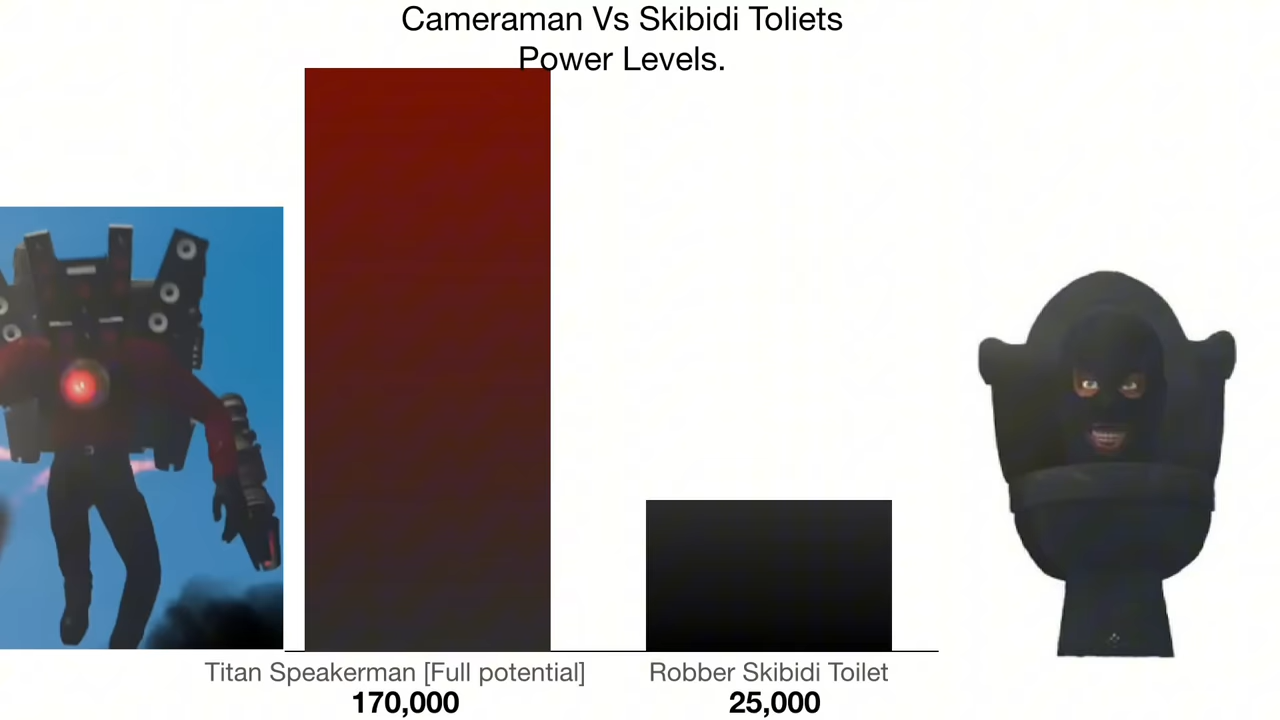 Cameraman Vs Skibidi Toliets
Power Levels.
Titan Speakerman [Full potential]
170,000
Robber Skibidi Toilet
25,000